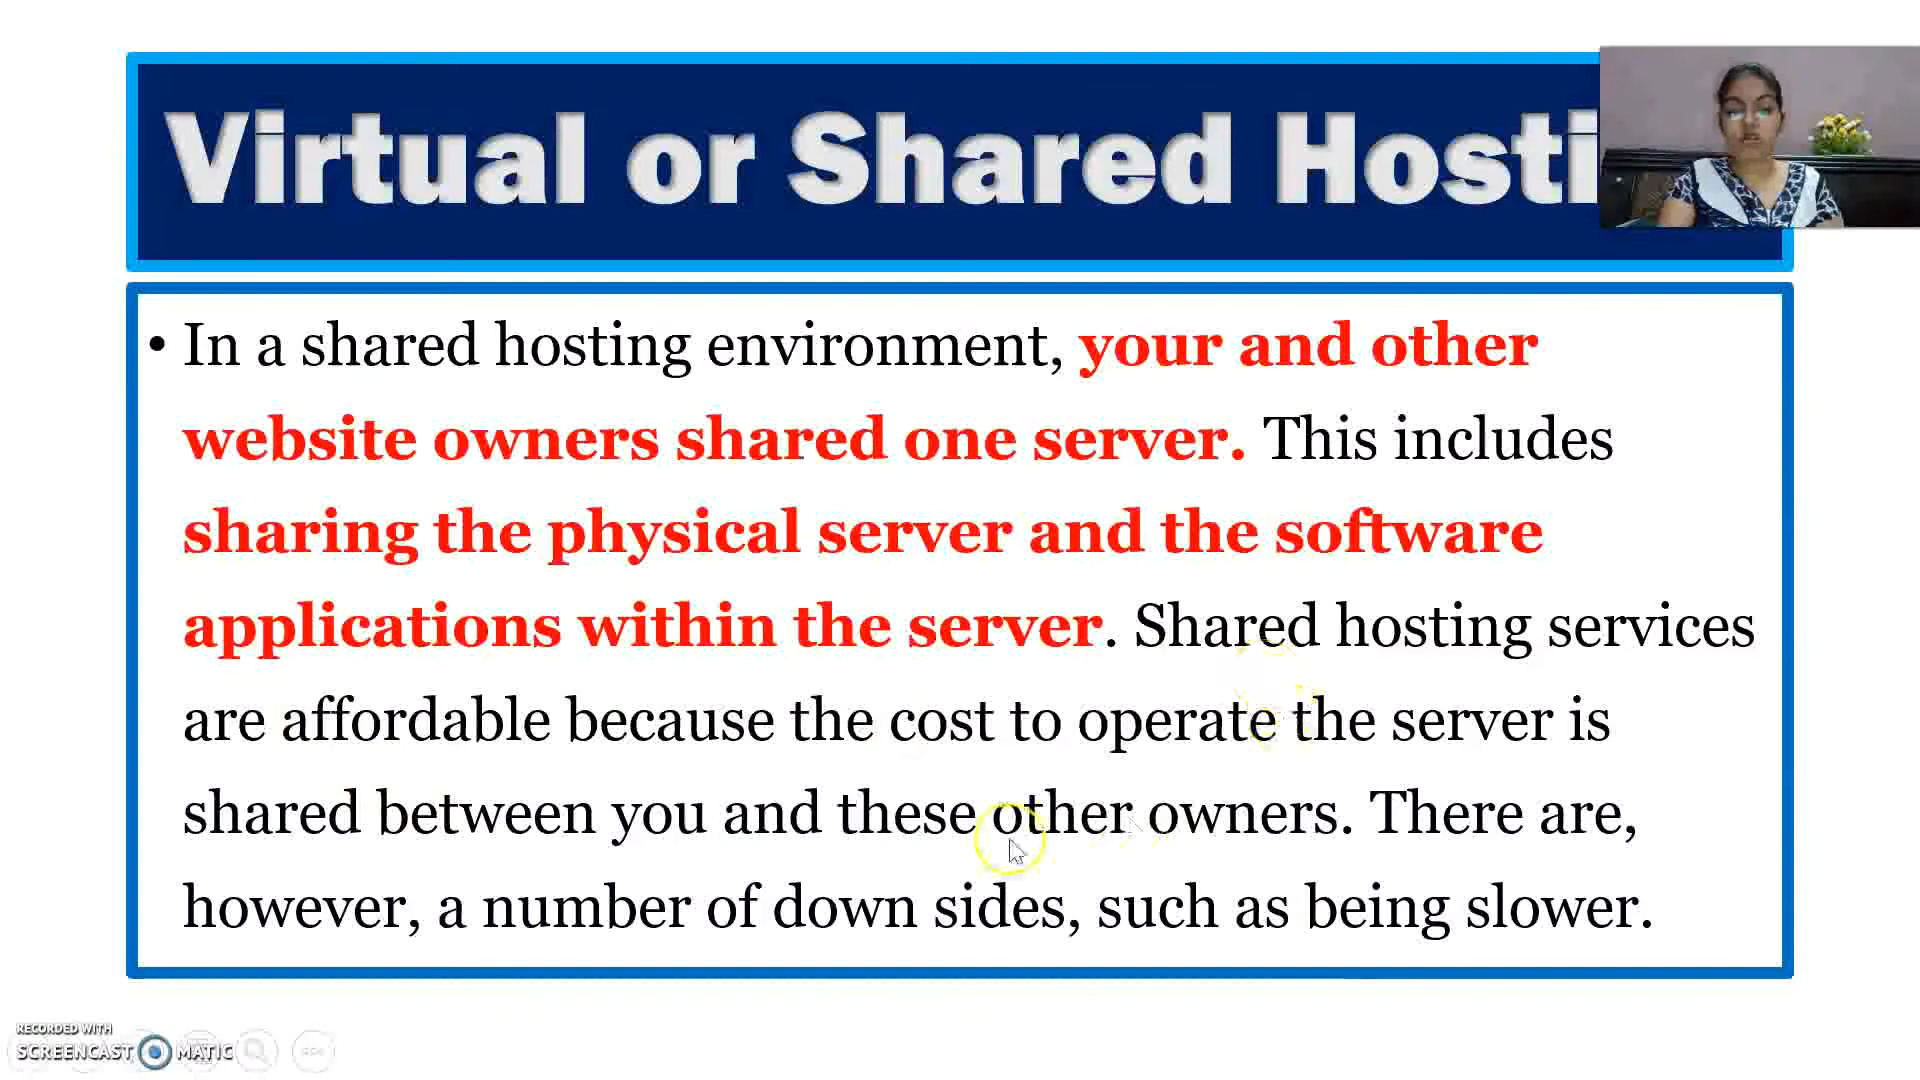 Virtual or Shared Hosti
• In a shared hosting environment, your and other
website owners shared one server. This includes
sharing the physical server and the software
applications within the server. Shared hosting services
are affordable because the cost to operate the server is
shared between you and these other owners. There are,
however, a number of down sides, such as being slower.
RECORDED WITH
SCREENCAST MATIC